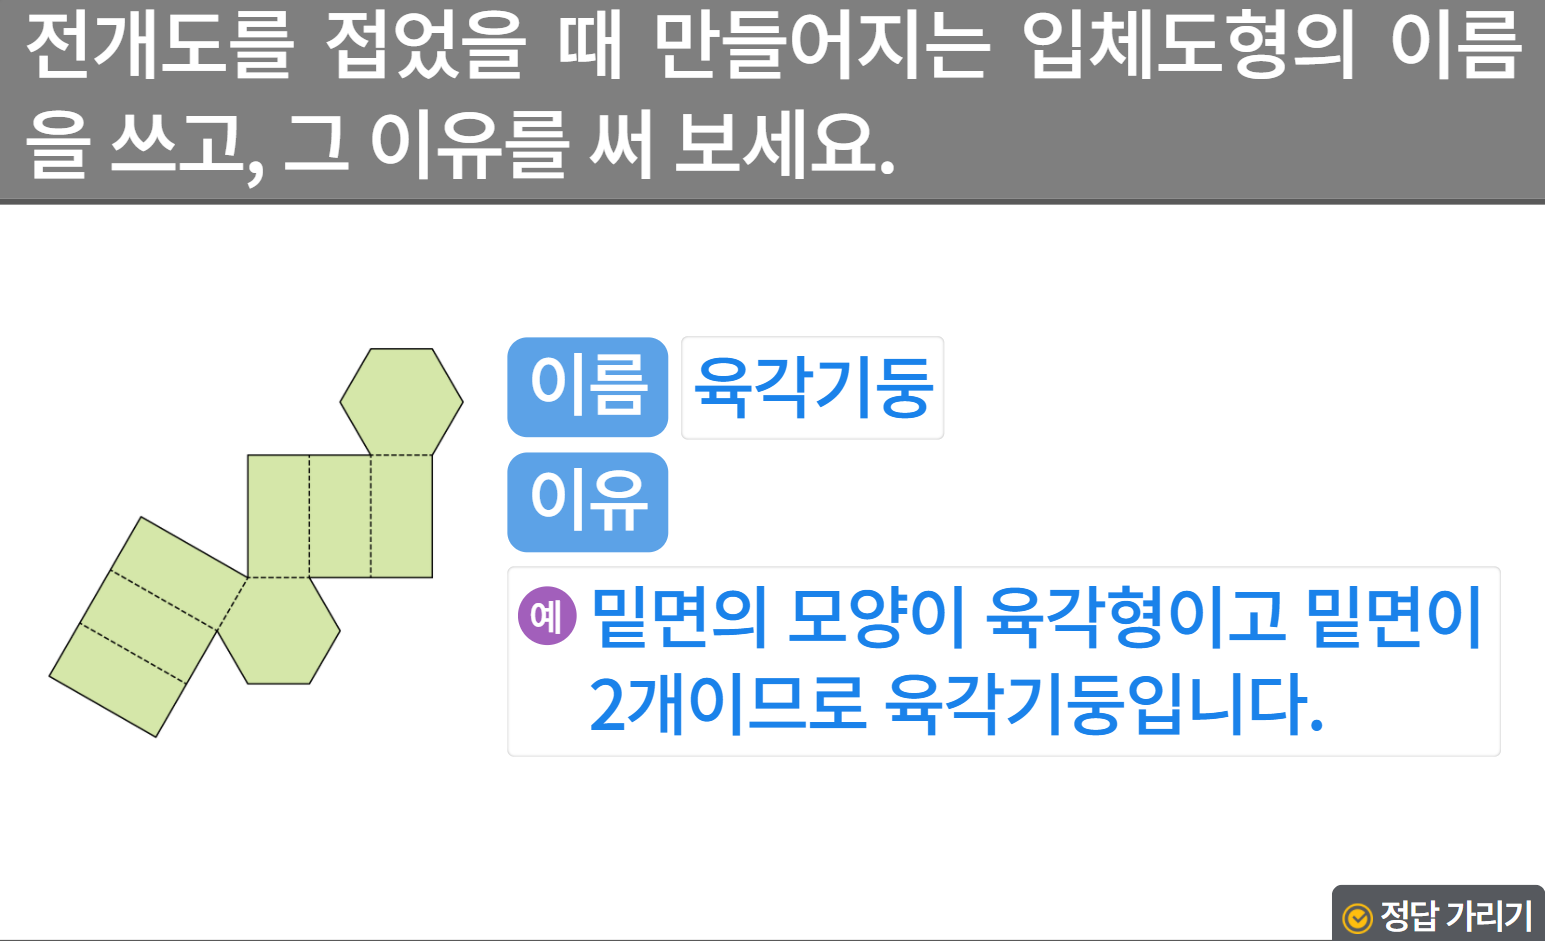 전개도를 접었을 때 만들어지는 입체도형의 이름
을 쓰고, 그 이유를 써 보세요.
이름 육각기둥
이유
예 밑면의 모양이 육각형이고 밑면이
2개이므로 육각기둥입니다.
정답 가리기